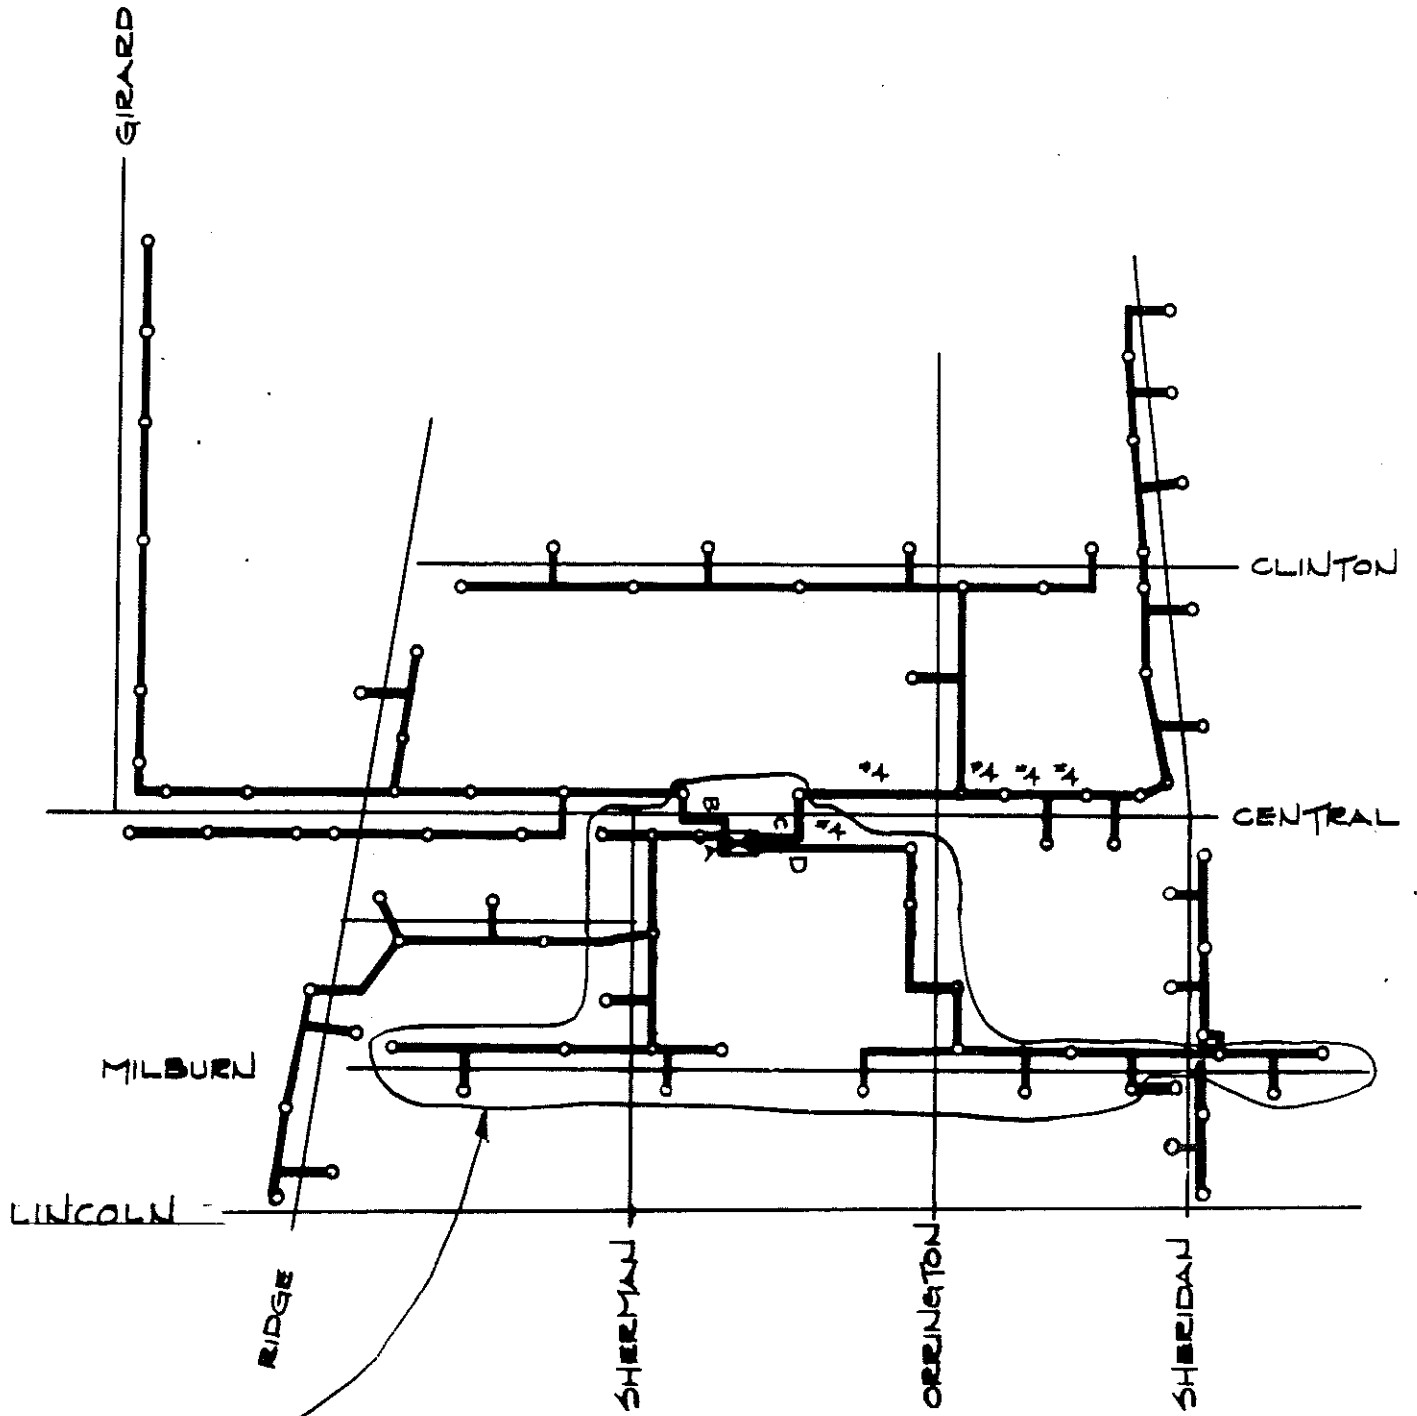 GIRARD
CLINTON
#4 #4 #4 #4
B
CENTRAL
C #4
A D
MILBURN
LINCOLN
RIDGE
SHERMAN
ORRINGTON
SHERIDAN